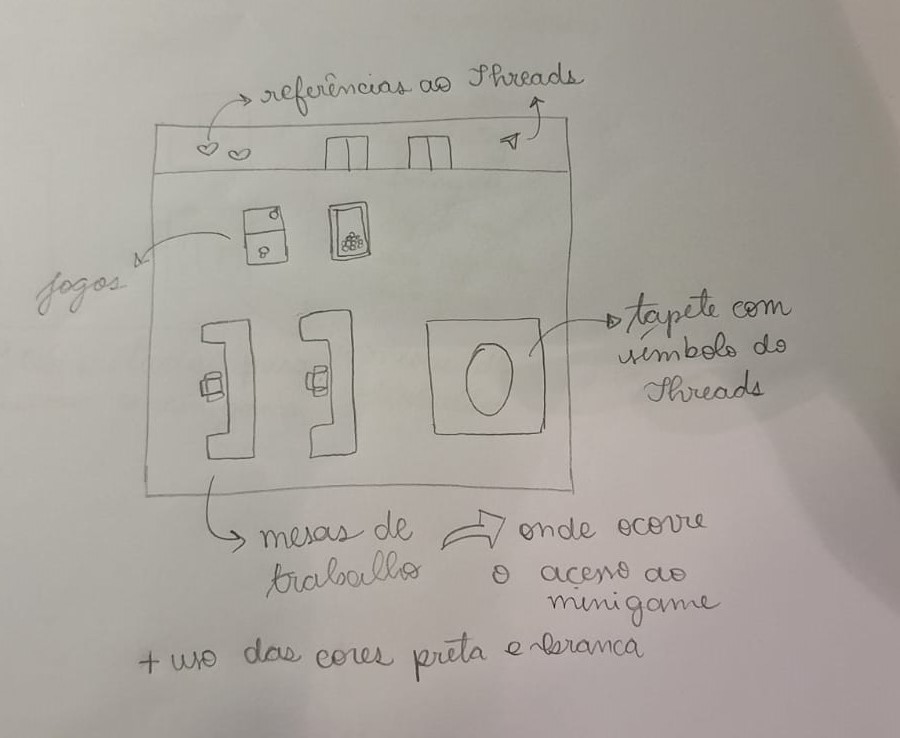 referências ao Threads
jogos
tapete com
símbolo do
Threads
mesas de
trabalho
onde ocorre
o aceno ao
minigame
+ uso das cores preta e branca